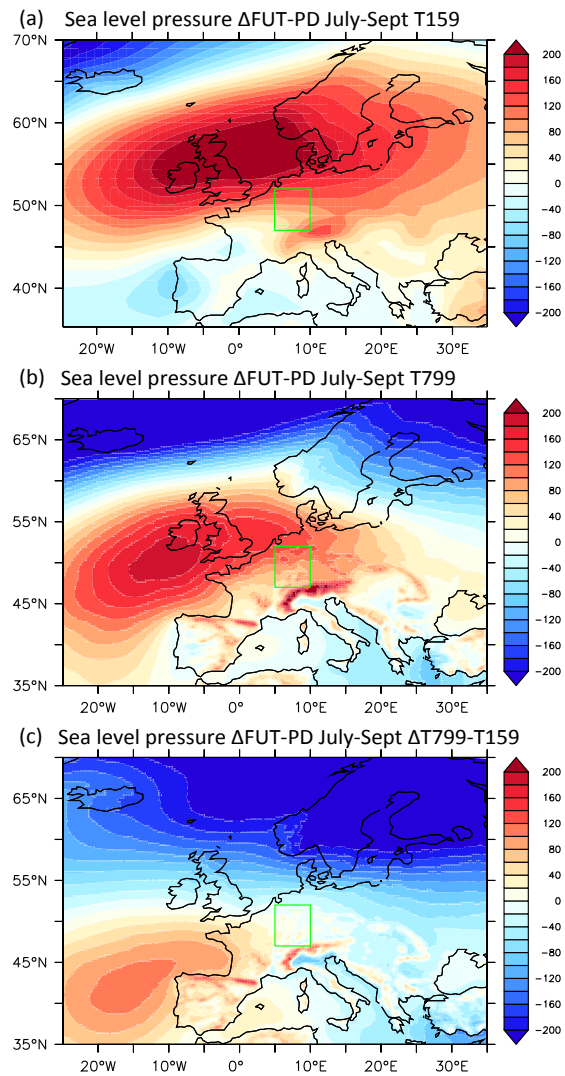 (a) Sea level pressure ΔFUT-PD July-Sept T159
70°N
60°N
50°N
40°N
20°W 10°W 0° 10°E 20°E 30°E
200
160
120
80
40
0
−40
−80
−120
−160
−200
(b) Sea level pressure ΔFUT-PD July-Sept T799
65°N
55°N
45°N
35°N
20°W 10°W 0° 10°E 20°E 30°E
200
160
120
80
40
0
−40
−80
−120
−160
−200
(c) Sea level pressure ΔFUT-PD July-Sept ΔT799-T159
65°N
55°N
45°N
35°N
20°W 10°W 0° 10°E 20°E 30°E
200
160
120
80
40
0
−40
−80
−120
−160
−200